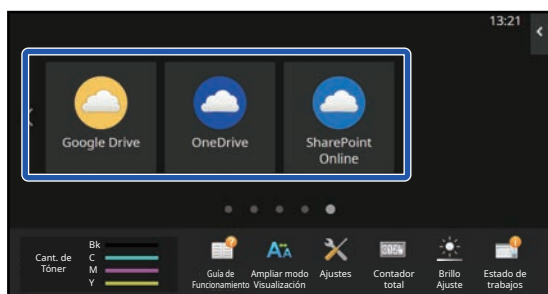 13:21
Google Drive
OneDrive
SharePoint
Online
Cant. de
Tóner
Bk
C
M
Y
Guía de
Funcionamiento
Ampliar modo
Visualización
Ajustes
Contador
total
Brillo
Ajuste
Estado de
trabajos